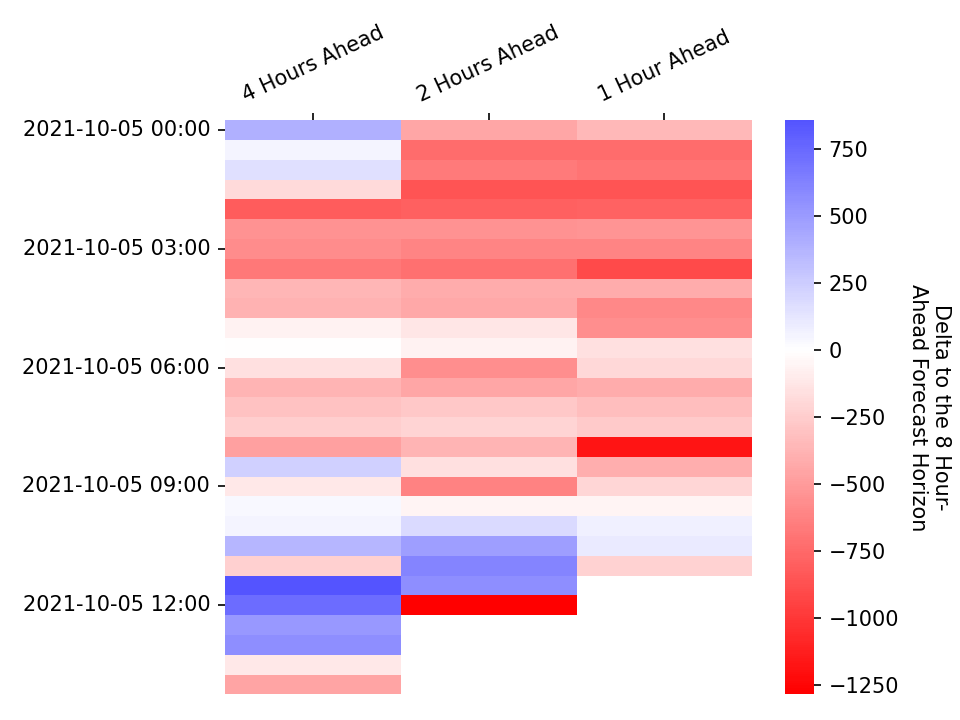 4 Hours Ahead
2 Hours Ahead
1 Hour Ahead
2021-10-05 00:00
2021-10-05 03:00
2021-10-05 06:00
2021-10-05 09:00
2021-10-05 12:00
750
500
250
0
−250
−500
−750
−1000
−1250
Delta to the 8 Hour-
Ahead Forecast Horizon